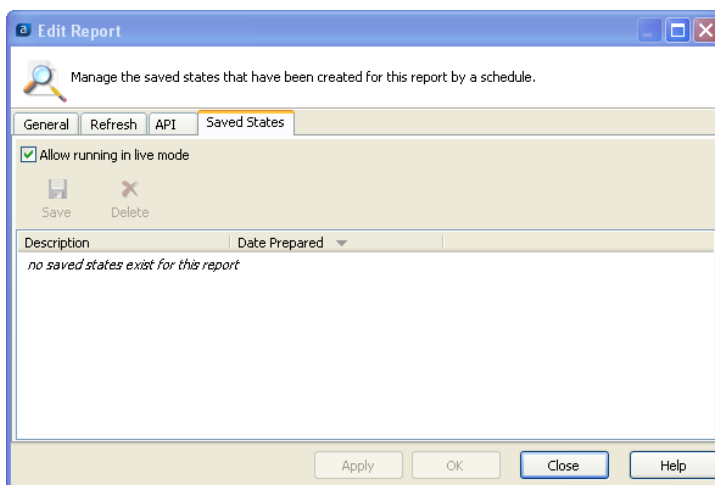 a Edit Report
Manage the saved states that have been created for this report by a schedule.
General Refresh API Saved States
Allow running in live mode
Save Delete
Description Date Prepared
no saved states exist for this report
Apply OK Close Help